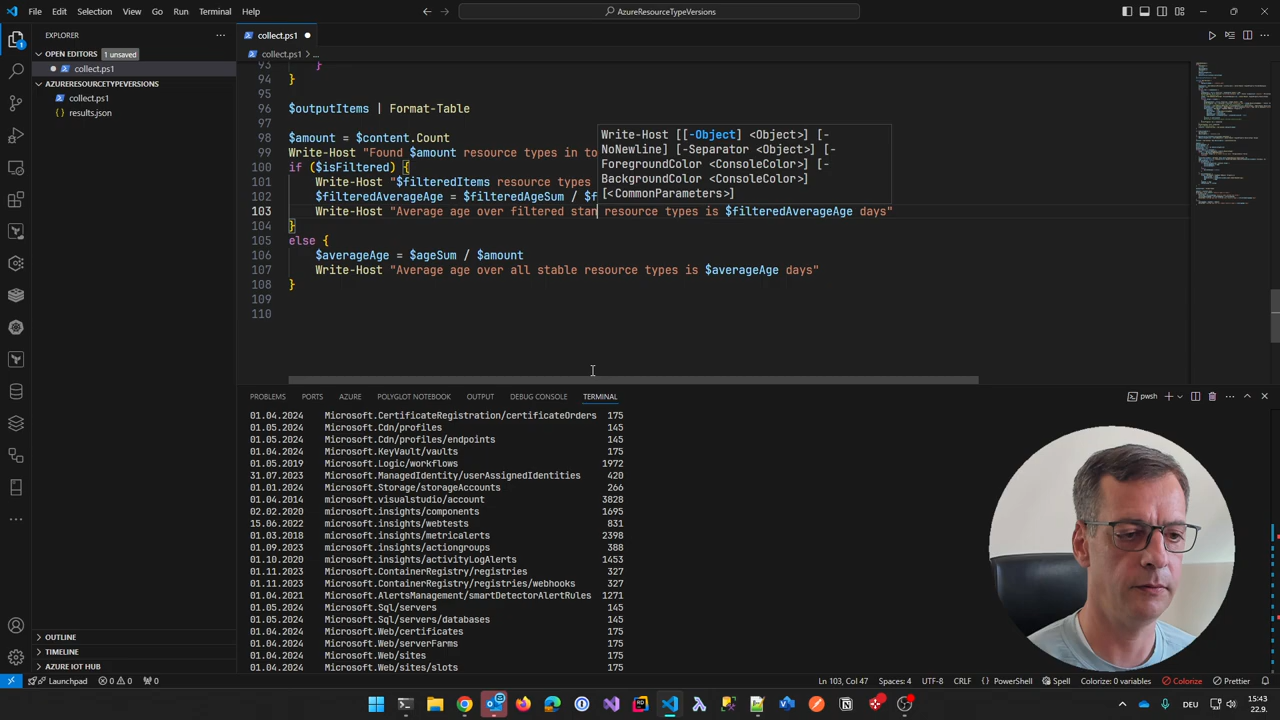 File Edit Selection View Go Run Terminal Help
AzureResourceTypeVersions
EXPLORER
OPEN EDITORS 1 unsaved
collect.ps1
AZURERESOURCETYPEVERSIONS
collect.ps1
results.json
OUTLINE
TIMELINE
AZURE IOT HUB
collect.ps1
collect.ps1 > ...
93 }
94 }
95
96 $outputItems | Format-Table
97
98 $amount = $content.Count
99 Write-Host "Found $amount resource types in to
100 if ($isFiltered) {
101 Write-Host "$filteredItems resource types
102 $filteredAverageAge = $filteredAgeSum / $f
103 Write-Host "Average age over filtered stan resource types is $filteredAverageAge days"
104 }
105 else {
106 $averageAge = $ageSum / $amount
107 Write-Host "Average age over all stable resource types is $averageAge days"
108 }
109
110
Write-Host [[-Object] <Object>] [-
NoNewline] [-Separator <Object>] [-
ForegroundColor <ConsoleColor>] [-
BackgroundColor <ConsoleColor>]
[<CommonParameters>]
PROBLEMS PORTS AZURE POLYGLOT NOTEBOOK OUTPUT DEBUG CONSOLE TERMINAL
pwsh
01.04.2024 Microsoft.CertificateRegistration/certificateOrders 175
01.05.2024 Microsoft.Cdn/profiles 145
01.05.2024 Microsoft.Cdn/profiles/endpoints 145
01.04.2024 Microsoft.KeyVault/vaults 175
01.05.2019 Microsoft.Logic/workflows 1972
31.07.2023 Microsoft.ManagedIdentity/userAssignedIdentities 420
01.01.2024 Microsoft.Storage/storageAccounts 266
01.04.2014 microsoft.visualstudio/account 3828
02.02.2020 microsoft.insights/components 1695
15.06.2022 microsoft.insights/webtests 831
01.03.2018 microsoft.insights/metricalerts 2398
01.09.2023 microsoft.insights/actiongroups 388
01.10.2020 microsoft.insights/activityLogAlerts 1453
01.11.2023 Microsoft.ContainerRegistry/registries 327
01.11.2023 Microsoft.ContainerRegistry/registries/webhooks 327
01.04.2021 Microsoft.AlertsManagement/smartDetectorAlertRules 1271
01.05.2024 Microsoft.Sql/servers 145
01.05.2024 Microsoft.Sql/servers/databases 145
01.04.2024 Microsoft.Web/certificates 175
01.04.2024 Microsoft.Web/serverFarms 175
01.04.2024 Microsoft.Web/sites 175
01.04.2024 Microsoft.Web/sites/slots 175
Launchpad 0 0 0 Ln 103, Col 47 Spaces: 4 UTF-8 CRLF {} PowerShell Spell Colorize: 0 variables Colorize Prettier
DEU 15:43
22.9.